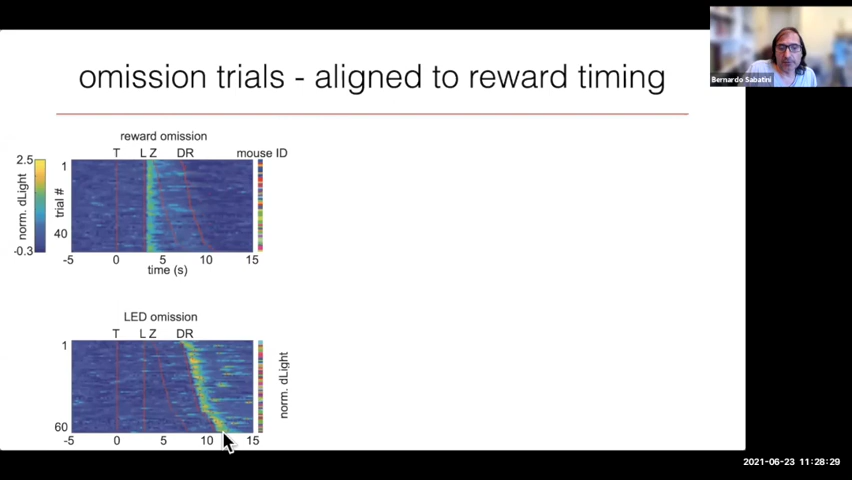 Bernardo Sabatini
omission trials - aligned to reward timing
reward omission
T L Z DR mouse ID
2.5
norm. dLight
-0.3
1
trial #
40
-5 0 5 10 15
time (s)
LED omission
T L Z DR
1
60
norm. dLight
-5 0 5 10 15
2021-06-23 11:28:29